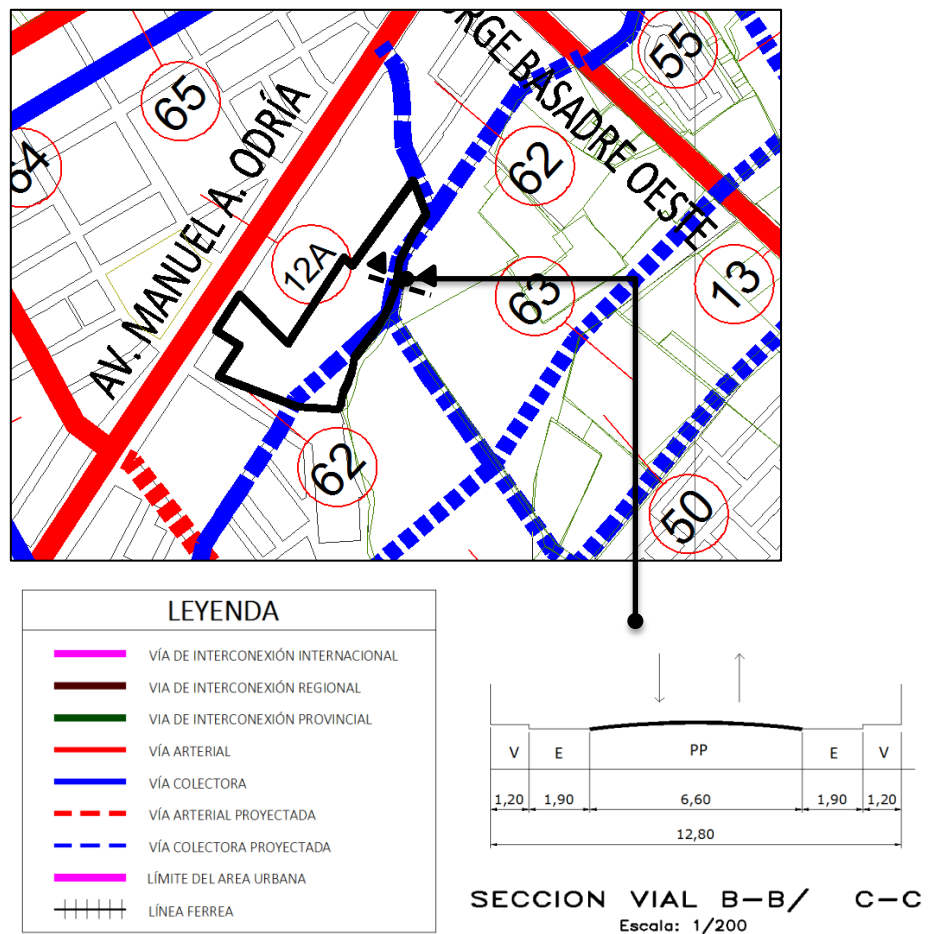 65
64
AV. MANUEL A. ODRÍA
JORGE BASADRE OESTE
55
62
12A
63
13
62
50
LEYENDA
VÍA DE INTERCONEXIÓN INTERNACIONAL
VIA DE INTERCONEXIÓN REGIONAL
VIA DE INTERCONEXIÓN PROVINCIAL
VÍA ARTERIAL
VÍA COLECTORA
VÍA ARTERIAL PROYECTADA
VÍA COLECTORA PROYECTADA
LÍMITE DEL AREA URBANA
LÍNEA FERREA
V E PP E V
1,20 1,90 6,60 1,90 1,20
12,80
SECCION VIAL B-B/ C-C
Escala: 1/200